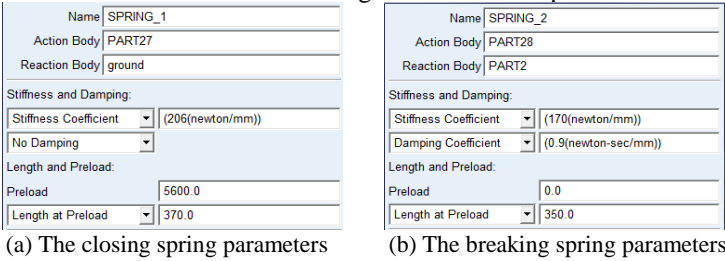 Name SPRING_1
Action Body PART27
Reaction Body ground
Stiffness and Damping:
Stiffness Coefficient (206(newton/mm))
No Damping
Length and Preload:
Preload 5600.0
Length at Preload 370.0
(a) The closing spring parameters
Name SPRING_2
Action Body PART28
Reaction Body PART2
Stiffness and Damping:
Stiffness Coefficient (170(newton/mm))
Damping Coefficient (0.9(newton-sec/mm))
Length and Preload:
Preload 0.0
Length at Preload 350.0
(b) The breaking spring parameters